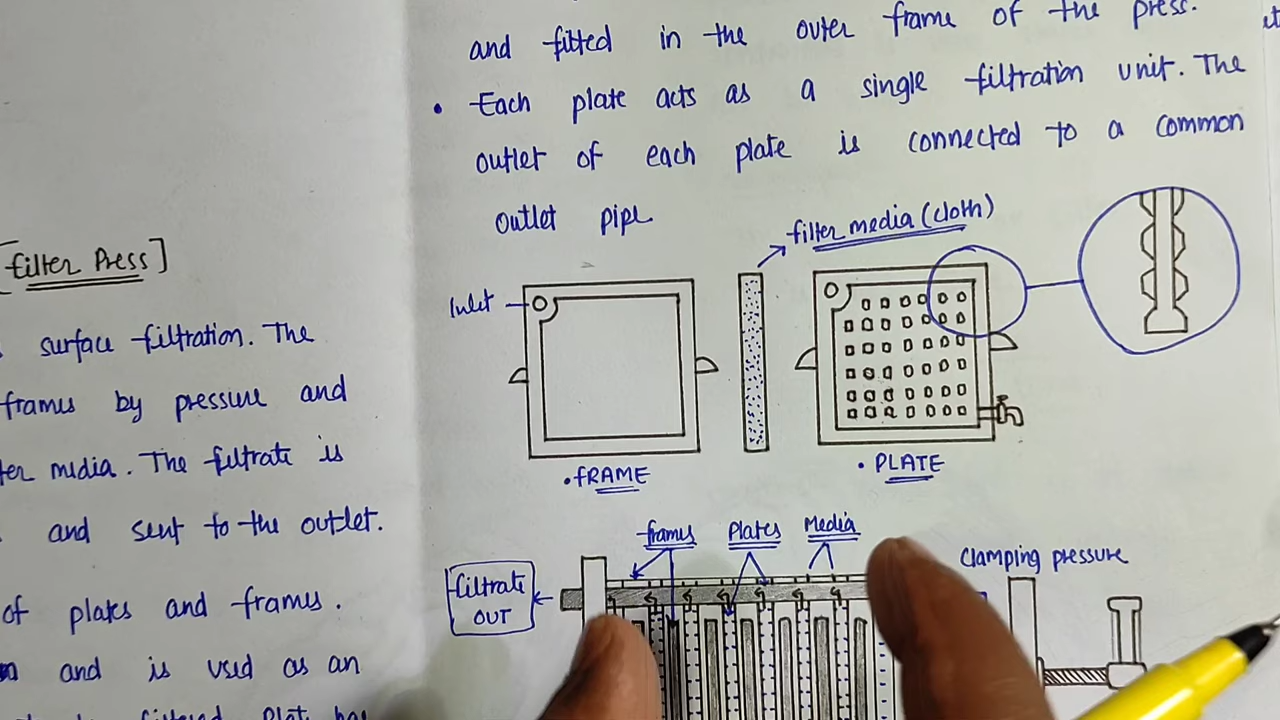 [Filter Press]
surface filtration. The
frames by pressure and
media. The filtrate is
and sent to the outlet.
of plates and frames.
and is used as an
and fitted in the outer frame of the press.
• Each plate acts as a single filtration unit. The
outlet of each plate is connected to a common
outlet pipe
filter media (cloth)
Inlet
• FRAME
• PLATE
frames
Plates
Media
Clamping pressure
filtrate
OUT